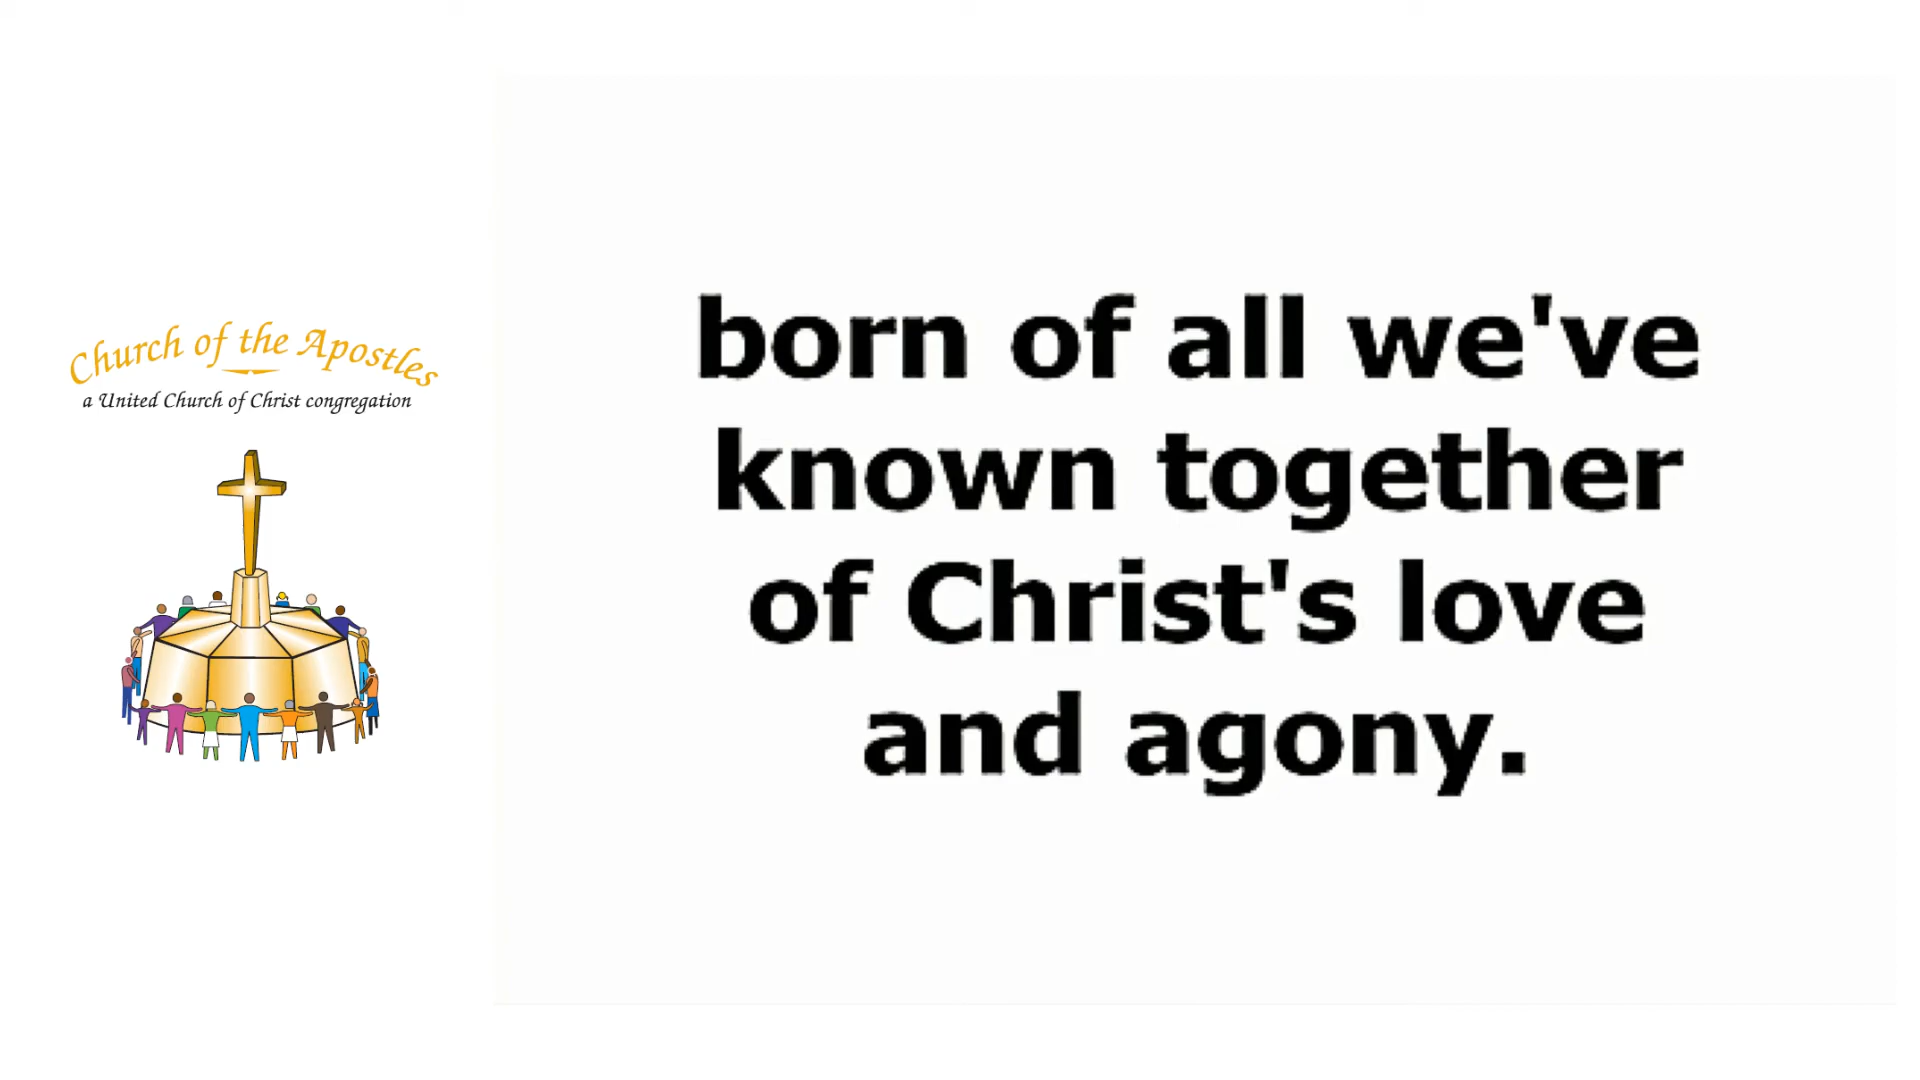 Church of the Apostles
a United Church of Christ congregation
born of all we've
known together
of Christ's love
and agony.